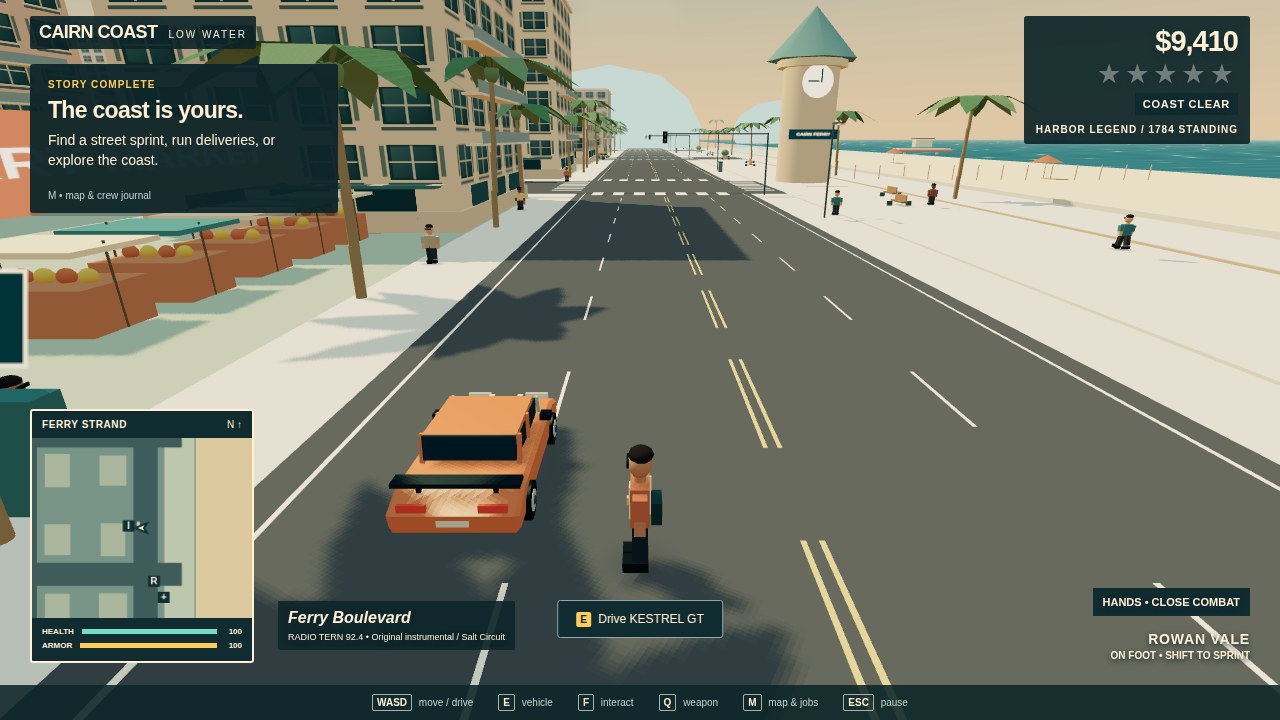 CAIRN COAST LOW WATER
STORY COMPLETE
The coast is yours.
Find a street sprint, run deliveries, or
explore the coast.
M • map & crew journal
$9,410
★★★★★
COAST CLEAR
HARBOR LEGEND / 1784 STANDING
CAIRN FERRY
FERRY STRAND N ↑
I
R
+
HEALTH 100
ARMOR 100
Ferry Boulevard
RADIO TERN 92.4 • Original instrumental / Salt Circuit
E Drive KESTREL GT
HANDS • CLOSE COMBAT
ROWAN VALE
ON FOOT • SHIFT TO SPRINT
WASD move / drive E vehicle F interact Q weapon M map & jobs ESC pause